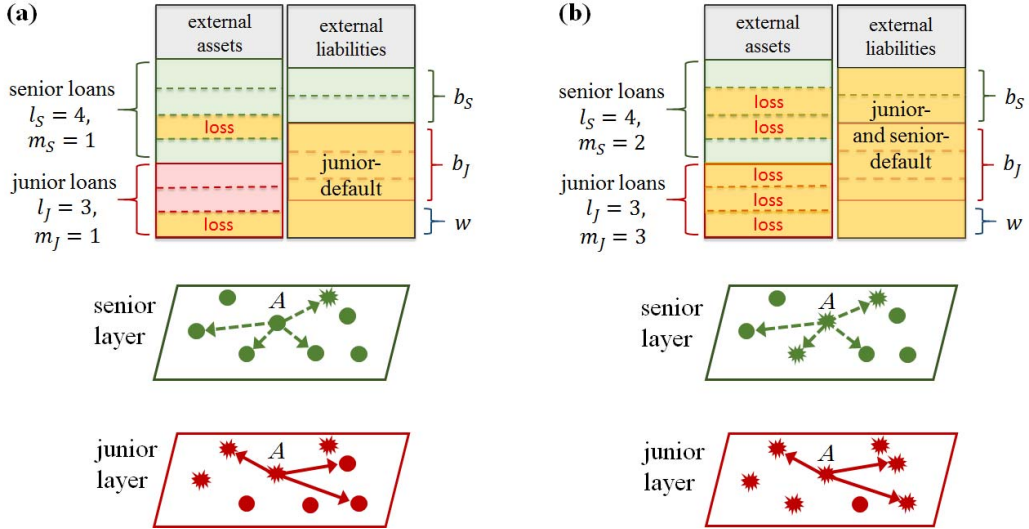 (a)
external
assets
external
liabilities
senior loans
l_S = 4,
m_S = 1
loss
b_S
junior loans
l_J = 3,
m_J = 1
loss
junior-
default
b_J
w
senior
layer
A
junior
layer
A
(b)
external
assets
external
liabilities
senior loans
l_S = 4,
m_S = 2
loss
loss
junior-
and senior-
default
b_S
b_J
junior loans
l_J = 3,
m_J = 3
loss
loss
loss
w
senior
layer
A
junior
layer
A